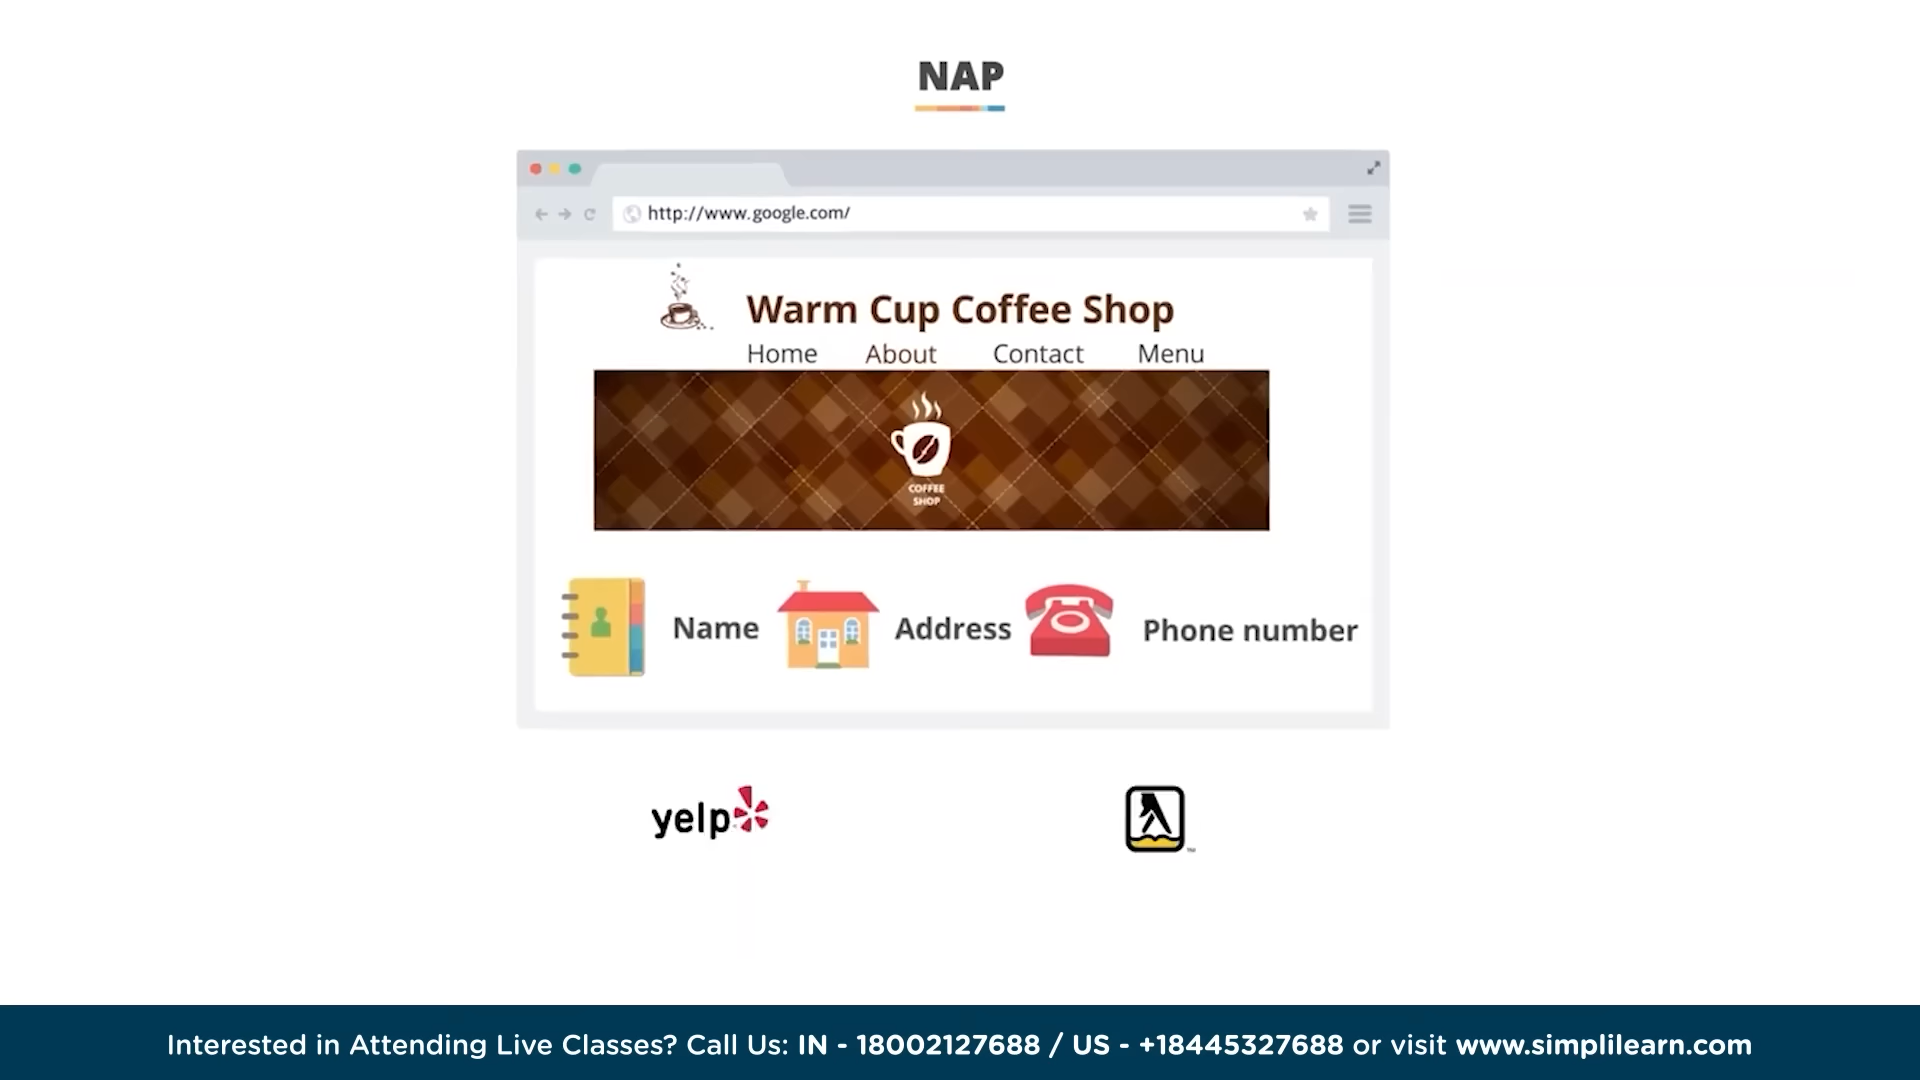 NAP
http://www.google.com/
Warm Cup Coffee Shop
Home About Contact Menu
COFFEE
SHOP
Name Address Phone number
yelp
TM
Interested in Attending Live Classes? Call Us: IN - 18002127688 / US - +18445327688 or visit www.simplilearn.com